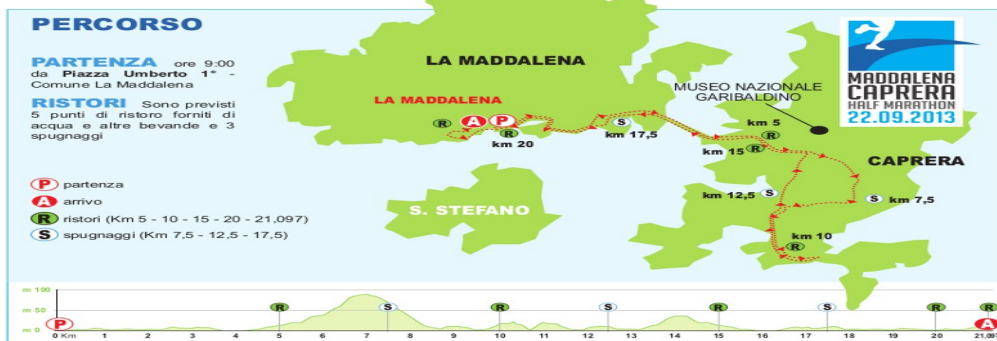 PERCORSO
PARTENZA ore 9:00
da Piazza Umberto 1° -
Comune La Maddalena
RISTORI Sono previsti
5 punti di ristoro forniti di
acqua e altre bevande e 3
spugnaggi
P partenza
A arrivo
R ristori (Km 5 - 10 - 15 - 20 - 21,097)
S spugnaggi (Km 7,5 - 12,5 - 17,5)
LA MADDALENA
LA MADDALENA
R A P
R
km 20
S
km 17,5
MUSEO NAZIONALE
GARIBALDINO
km 5
R
km 15 R
CAPRERA
km 12,5 S
S km 7,5
km 10
R
S. STEFANO
MADDALENA
CAPRERA
HALF MARATHON
22.09.2013
m 100
m 50
m 0
P R S R S R S R R A
0 Km 1 2 3 4 5 6 7 8 9 10 11 12 13 14 15 16 17 18 19 20 21,097